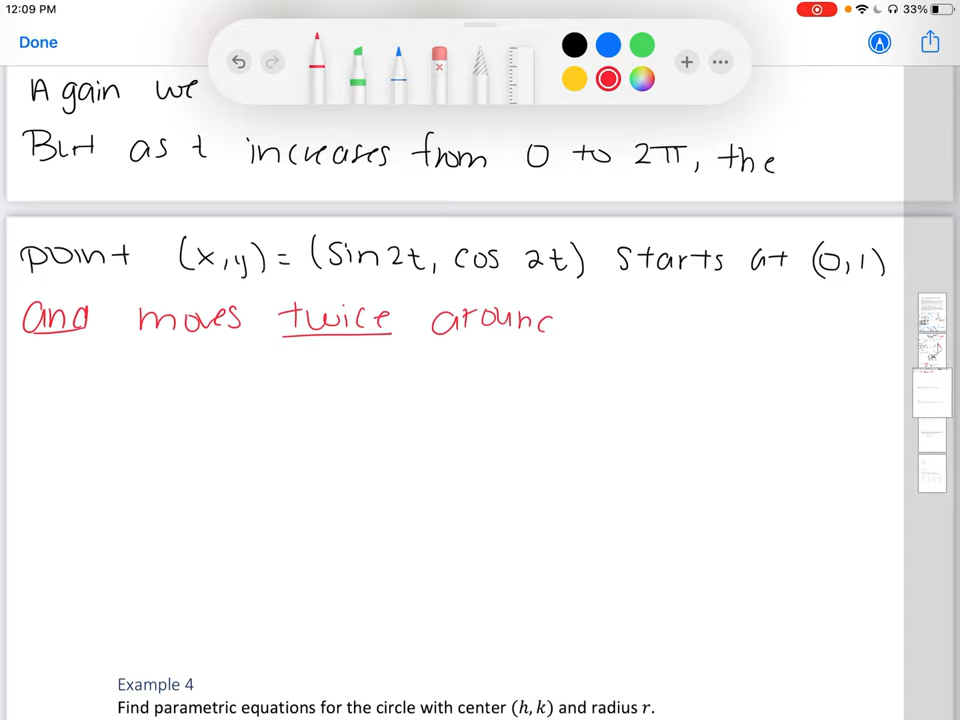 12:09 PM
33%
Done
Again we
But as t increases from 0 to 2π, the
point (x,y) = (sin2t, cos 2t) starts at (0,1)
and moves twice around
Example 4
Find parametric equations for the circle with center (h, k) and radius r.